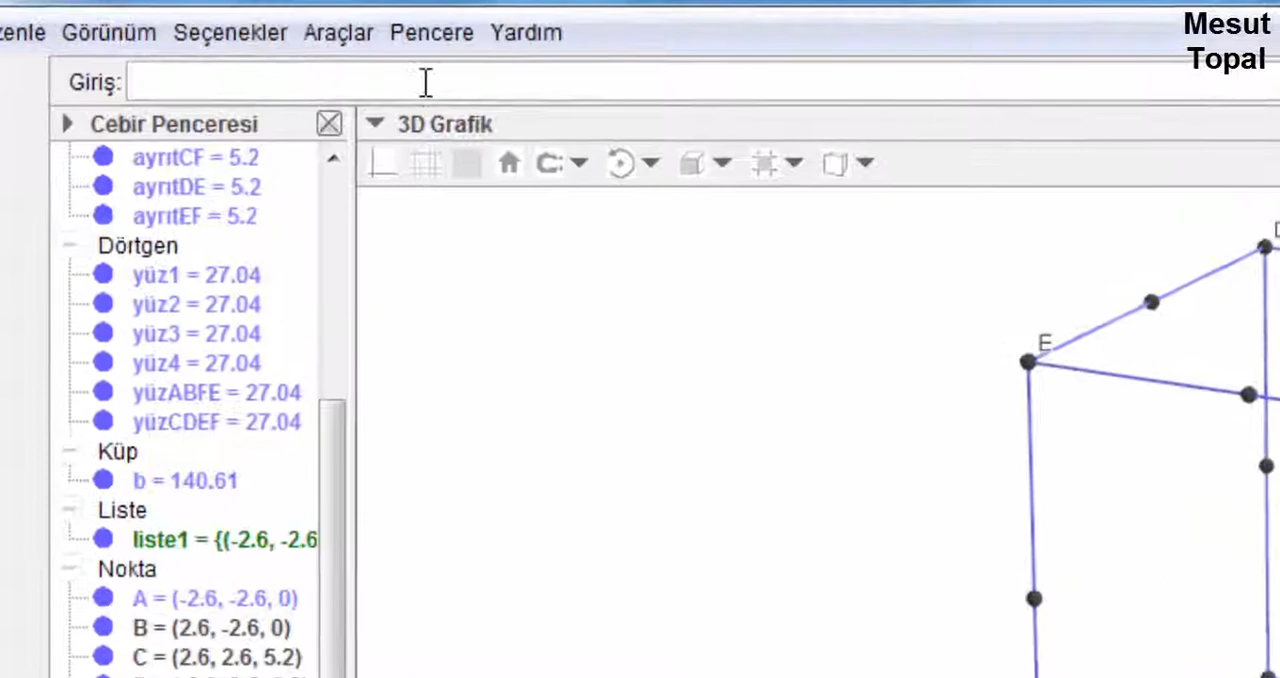 zenle Görünüm Seçenekler Araçlar Pencere Yardım
Mesut
Topal
Giriş:
Cebir Penceresi
3D Grafik
ayrıtCF = 5.2
ayrıtDE = 5.2
ayrıtEF = 5.2
Dörtgen
yüz1 = 27.04
yüz2 = 27.04
yüz3 = 27.04
yüz4 = 27.04
yüzABFE = 27.04
yüzCDEF = 27.04
Küp
b = 140.61
Liste
liste1 = {(-2.6, -2.6
Nokta
A = (-2.6, -2.6, 0)
B = (2.6, -2.6, 0)
C = (2.6, 2.6, 5.2)
E